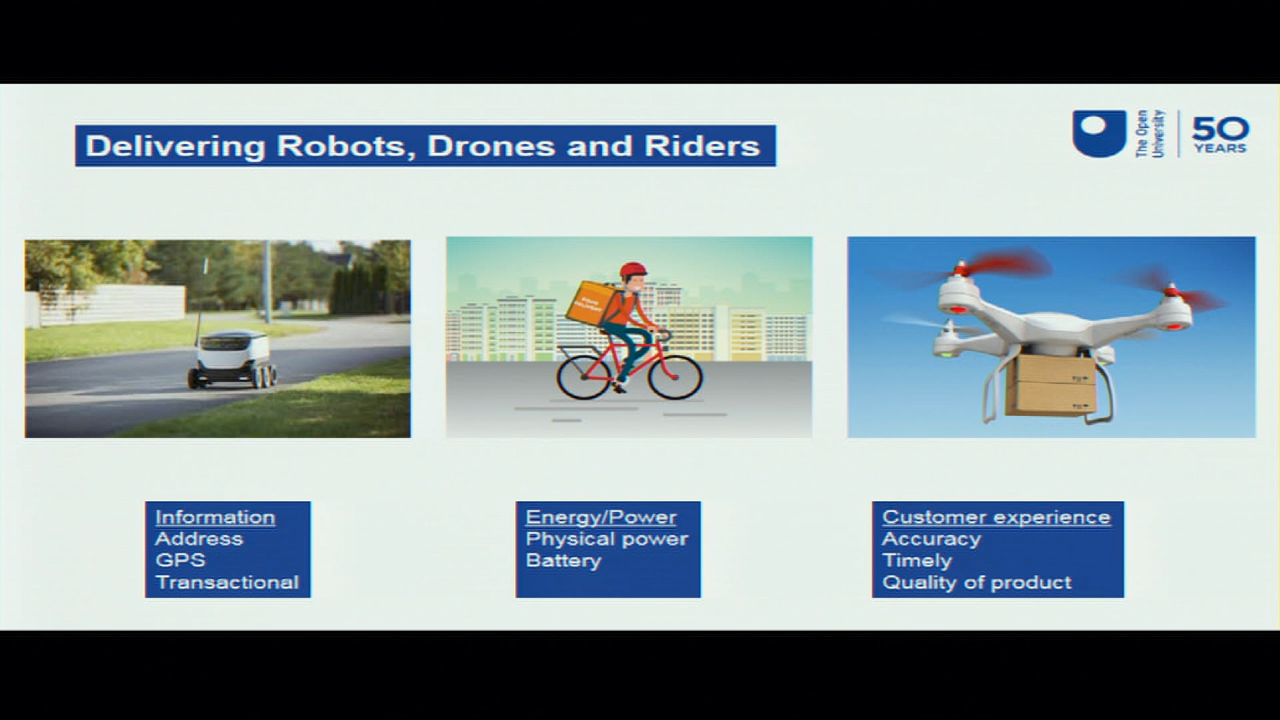 Delivering Robots, Drones and Riders
The Open
University
50
YEARS
Information
Address
GPS
Transactional
Energy/Power
Physical power
Battery
Customer experience
Accuracy
Timely
Quality of product